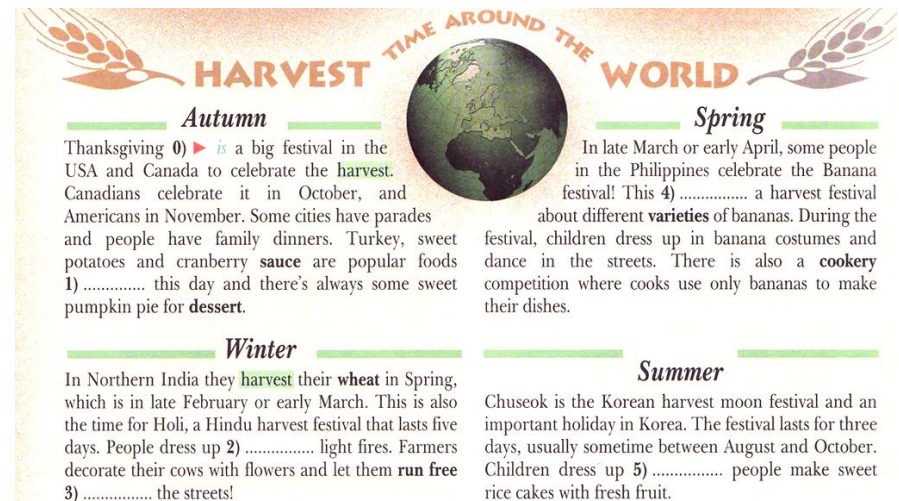 HARVEST TIME AROUND THE WORLD
Autumn
Thanksgiving 0) ▶ is a big festival in the
USA and Canada to celebrate the harvest.
Canadians celebrate it in October, and
Americans in November. Some cities have parades
and people have family dinners. Turkey, sweet
potatoes and cranberry sauce are popular foods
1) .............. this day and there's always some sweet
pumpkin pie for dessert.
Winter
In Northern India they harvest their wheat in Spring,
which is in late February or early March. This is also
the time for Holi, a Hindu harvest festival that lasts five
days. People dress up 2) ................ light fires. Farmers
decorate their cows with flowers and let them run free
3) ................ the streets!
Spring
In late March or early April, some people
in the Philippines celebrate the Banana
festival! This 4) ................ a harvest festival
about different varieties of bananas. During the
festival, children dress up in banana costumes and
dance in the streets. There is also a cookery
competition where cooks use only bananas to make
their dishes.
Summer
Chuseok is the Korean harvest moon festival and an
important holiday in Korea. The festival lasts for three
days, usually sometime between August and October.
Children dress up 5) ................ people make sweet
rice cakes with fresh fruit.